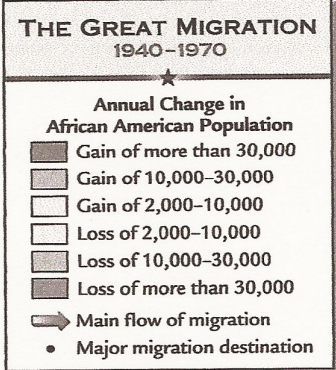 THE GREAT MIGRATION
1940–1970
Annual Change in
African American Population
Gain of more than 30,000
Gain of 10,000–30,000
Gain of 2,000–10,000
Loss of 2,000–10,000
Loss of 10,000–30,000
Loss of more than 30,000
Main flow of migration
Major migration destination